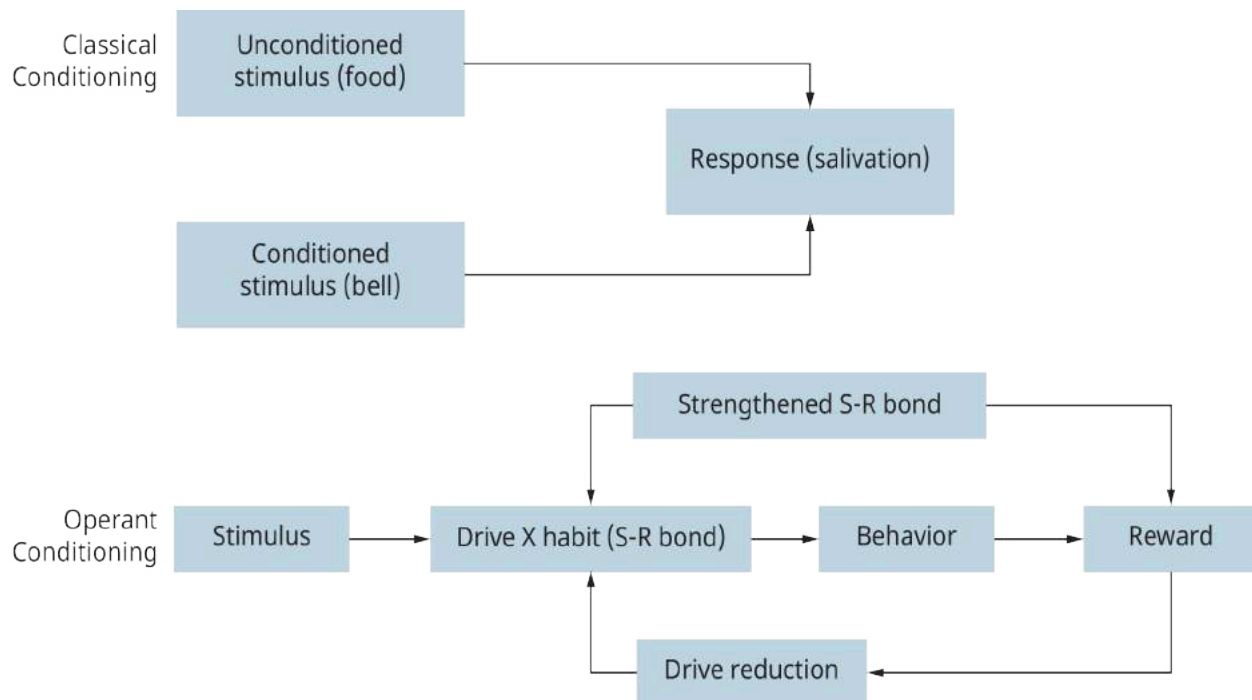 Classical
Conditioning
Unconditioned
stimulus (food)
Response (salivation)
Conditioned
stimulus (bell)
Strengthened S-R bond
Operant
Conditioning
Stimulus
Drive X habit (S-R bond)
Behavior
Reward
Drive reduction